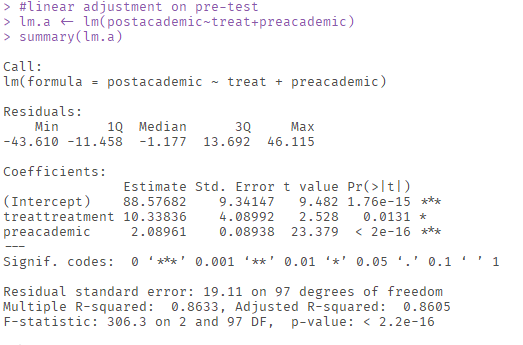 > #linear adjustment on pre-test
> lm.a <- lm(postacademic~treat+preacademic)
> summary(lm.a)
Call:
lm(formula = postacademic ~ treat + preacademic)
Residuals:
    Min      1Q  Median      3Q     Max
-43.610 -11.458  -1.177  13.692  46.115
Coefficients:
               Estimate Std. Error t value Pr(>|t|)
(Intercept)    88.57682    9.34147   9.482 1.76e-15 ***
treattreatment 10.33836    4.08992   2.528   0.0131 *
preacademic     2.08961    0.08938  23.379  < 2e-16 ***
---
Signif. codes:  0 ‘***’ 0.001 ‘**’ 0.01 ‘*’ 0.05 ‘.’ 0.1 ‘ ’ 1
Residual standard error: 19.11 on 97 degrees of freedom
Multiple R-squared:  0.8633, Adjusted R-squared:  0.8605
F-statistic: 306.3 on 2 and 97 DF,  p-value: < 2.2e-16